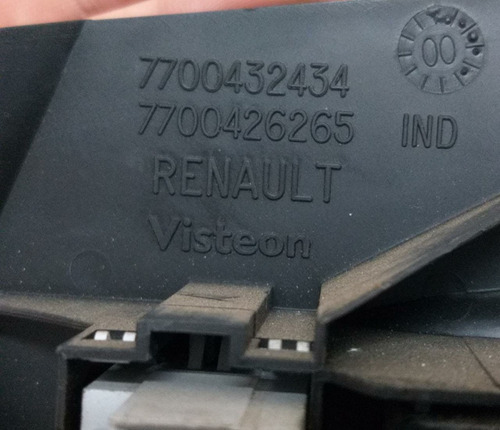 00
7700432434
7700426265 IND
RENAULT
Visteon